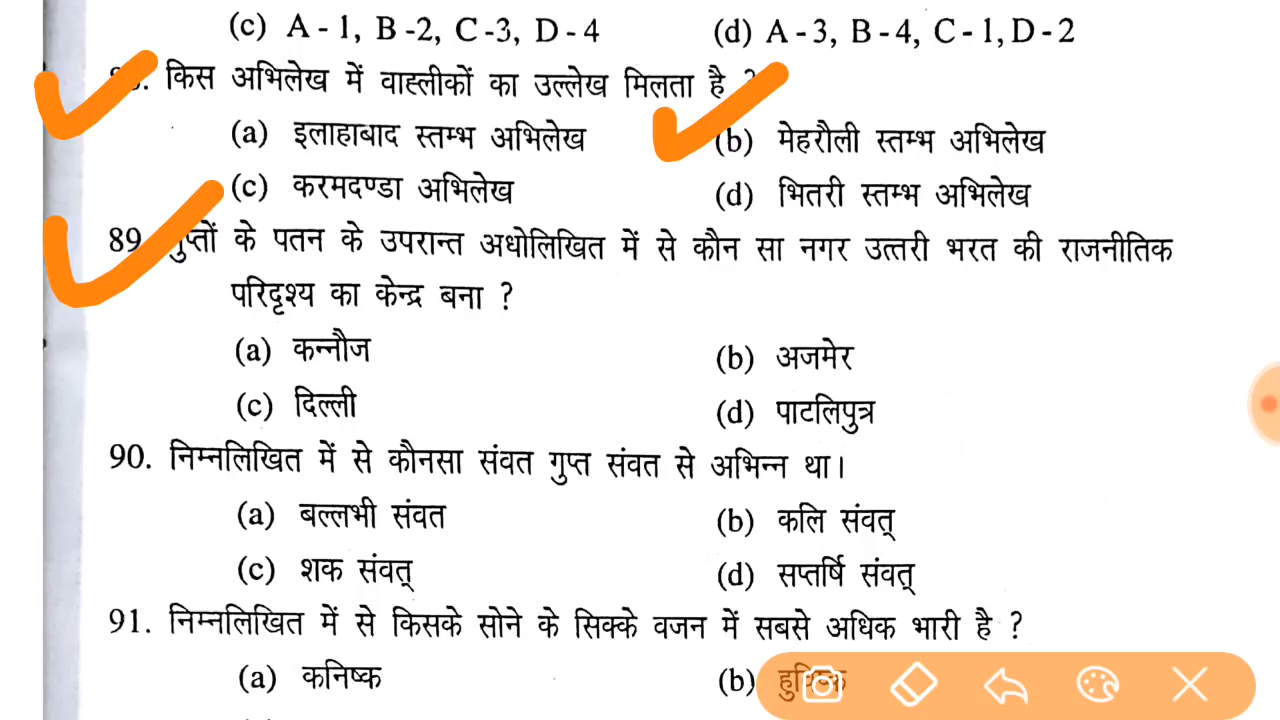 (c) A - 1, B -2, C -3, D - 4 (d) A - 3, B - 4, C - 1, D - 2
किस अभिलेख में वाह्लीकों का उल्लेख मिलता है ?
(a) इलाहाबाद स्तम्भ अभिलेख (b) मेहरौली स्तम्भ अभिलेख
(c) करमदण्डा अभिलेख (d) भितरी स्तम्भ अभिलेख
89. गुप्तों के पतन के उपरान्त अधोलिखित में से कौन सा नगर उत्तरी भरत की राजनीतिक
परिदृश्य का केन्द्र बना ?
(a) कन्नौज (b) अजमेर
(c) दिल्ली (d) पाटलिपुत्र
90. निम्नलिखित में से कौनसा संवत गुप्त संवत से अभिन्न था।
(a) बल्लभी संवत (b) कलि संवत्
(c) शक संवत् (d) सप्तर्षि संवत्
91. निम्नलिखित में से किसके सोने के सिक्के वजन में सबसे अधिक भारी है ?
(a) कनिष्क (b)